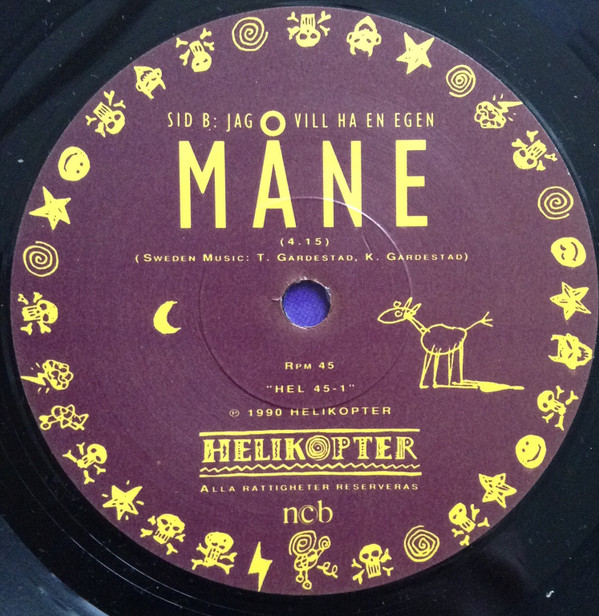 SID B: JAG VILL HA EN EGEN
MÅNE
(4.15)
(SWEDEN MUSIC: T. GARDESTAD, K. GARDESTAD)
RPM 45
"HEL 45-1"
℗ 1990 HELIKOPTER
HELIKOPTER
ALLA RATTIGHETER RESERVERAS
ncb